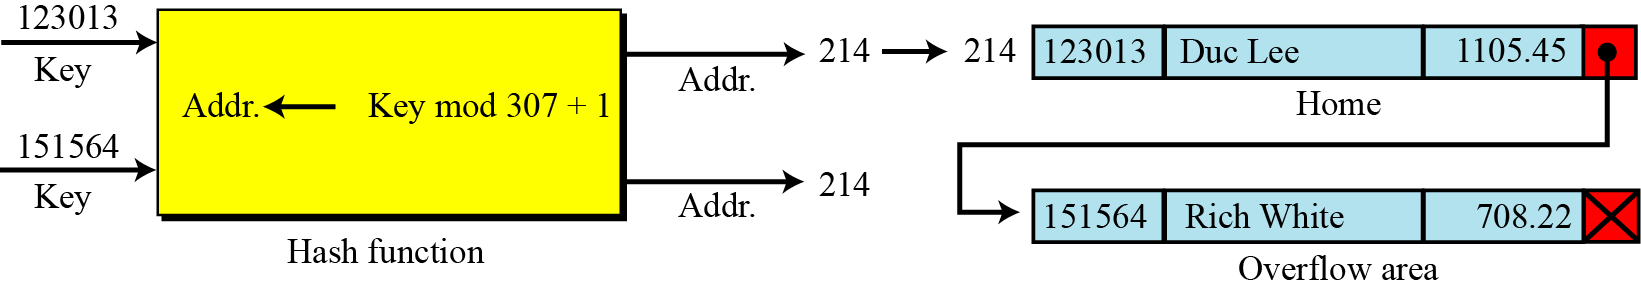 123013
Key
151564
Key
Addr. Key mod 307 + 1
Hash function
214
Addr.
214
Addr.
214 123013 Duc Lee 1105.45
Home
151564 Rich White 708.22
Overflow area